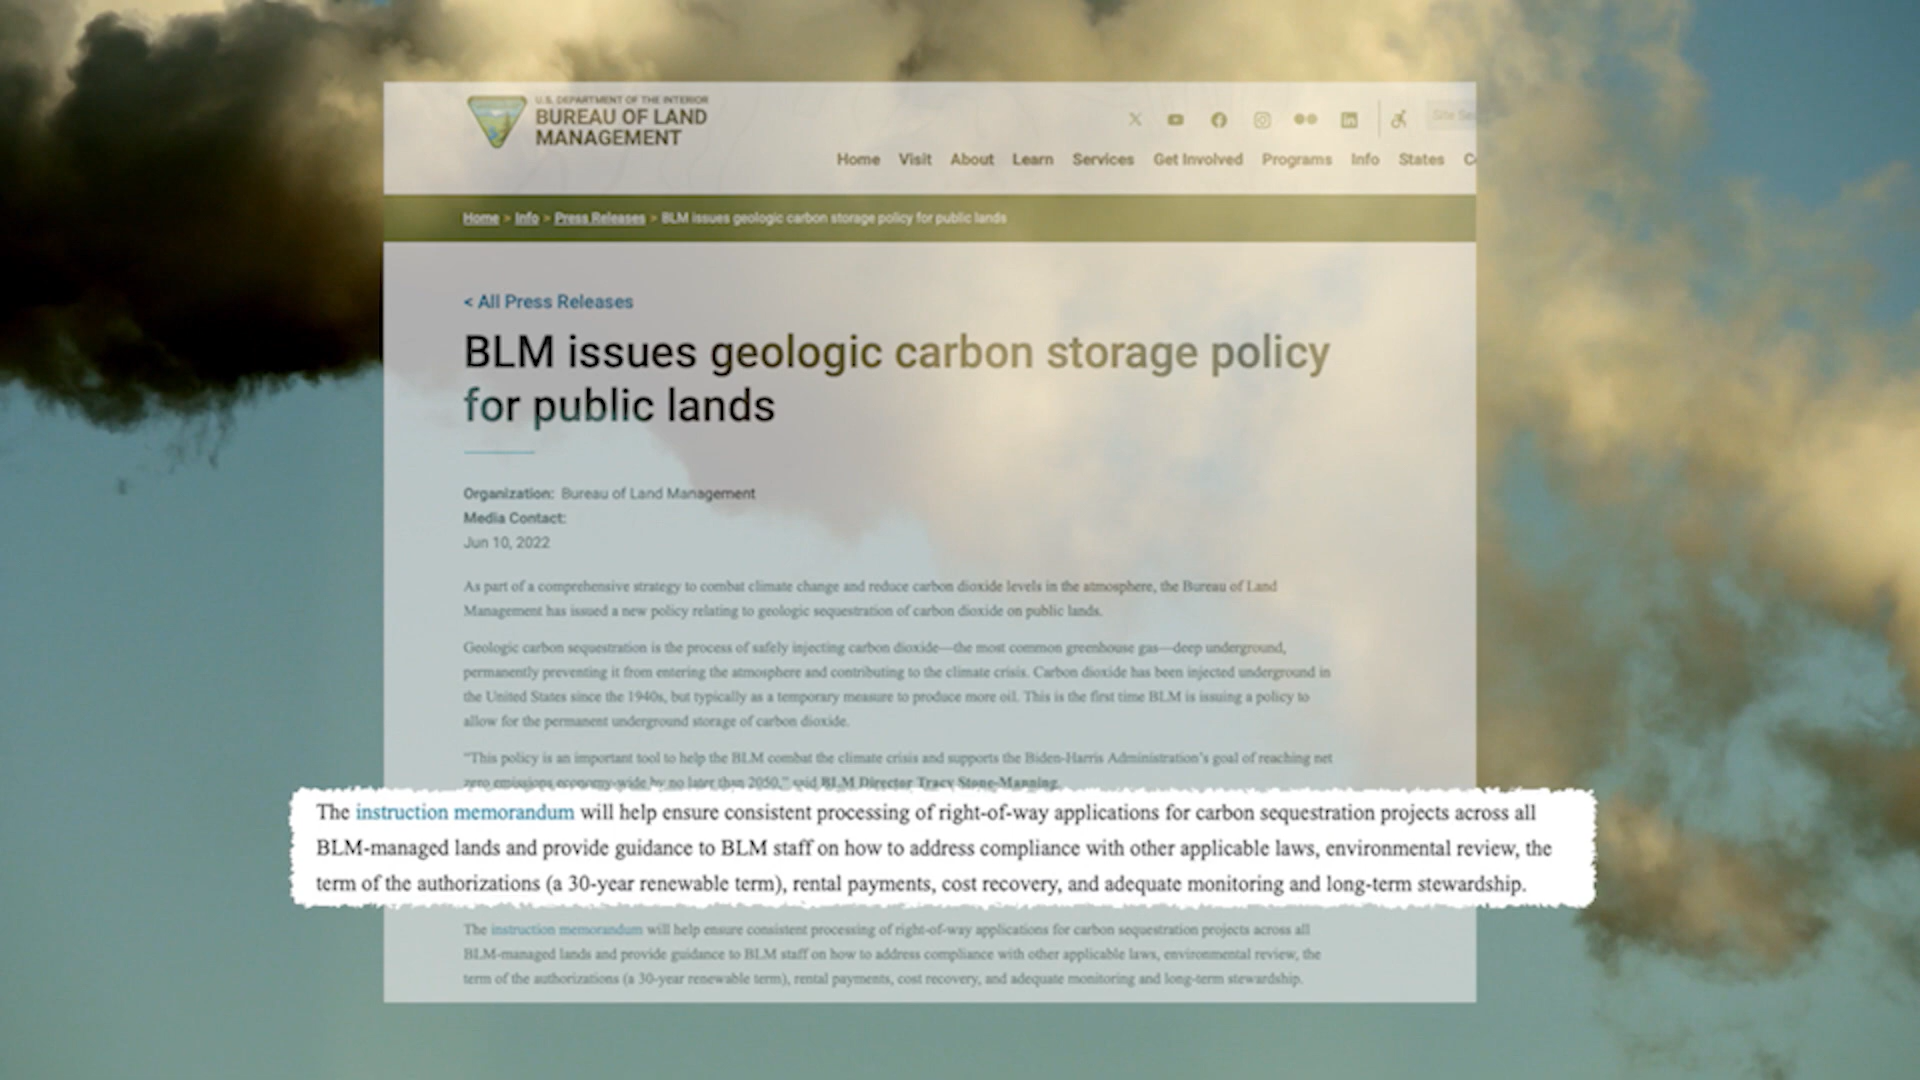 U.S. DEPARTMENT OF THE INTERIOR
BUREAU OF LAND
MANAGEMENT
Home Visit About Learn Services Get Involved Programs Info States
Home > Info > Press Releases > BLM issues geologic carbon storage policy for public lands
< All Press Releases
BLM issues geologic carbon storage policy
for public lands
Organization: Bureau of Land Management
Media Contact:
Jun 10, 2022
As part of a comprehensive strategy to combat climate change and reduce carbon dioxide levels in the atmosphere, the Bureau of Land
Management has issued a new policy relating to geologic sequestration of carbon dioxide on public lands.
Geologic carbon sequestration is the process of safely injecting carbon dioxide—the most common greenhouse gas—deep underground,
permanently preventing it from entering the atmosphere and contributing to the climate crisis. Carbon dioxide has been injected underground in
the United States since the 1940s, but typically as a temporary measure to produce more oil. This is the first time BLM is issuing a policy to
allow for the permanent underground storage of carbon dioxide.
“This policy is an important tool to help the BLM combat the climate crisis and supports the Biden-Harris Administration’s goal of reaching net
zero emissions economy-wide by no later than 2050,” said BLM Director Tracy Stone-Manning.
The instruction memorandum will help ensure consistent processing of right-of-way applications for carbon sequestration projects across all
BLM-managed lands and provide guidance to BLM staff on how to address compliance with other applicable laws, environmental review, the
term of the authorizations (a 30-year renewable term), rental payments, cost recovery, and adequate monitoring and long-term stewardship.
The instruction memorandum will help ensure consistent processing of right-of-way applications for carbon sequestration projects across all
BLM-managed lands and provide guidance to BLM staff on how to address compliance with other applicable laws, environmental review, the
term of the authorizations (a 30-year renewable term), rental payments, cost recovery, and adequate monitoring and long-term stewardship.